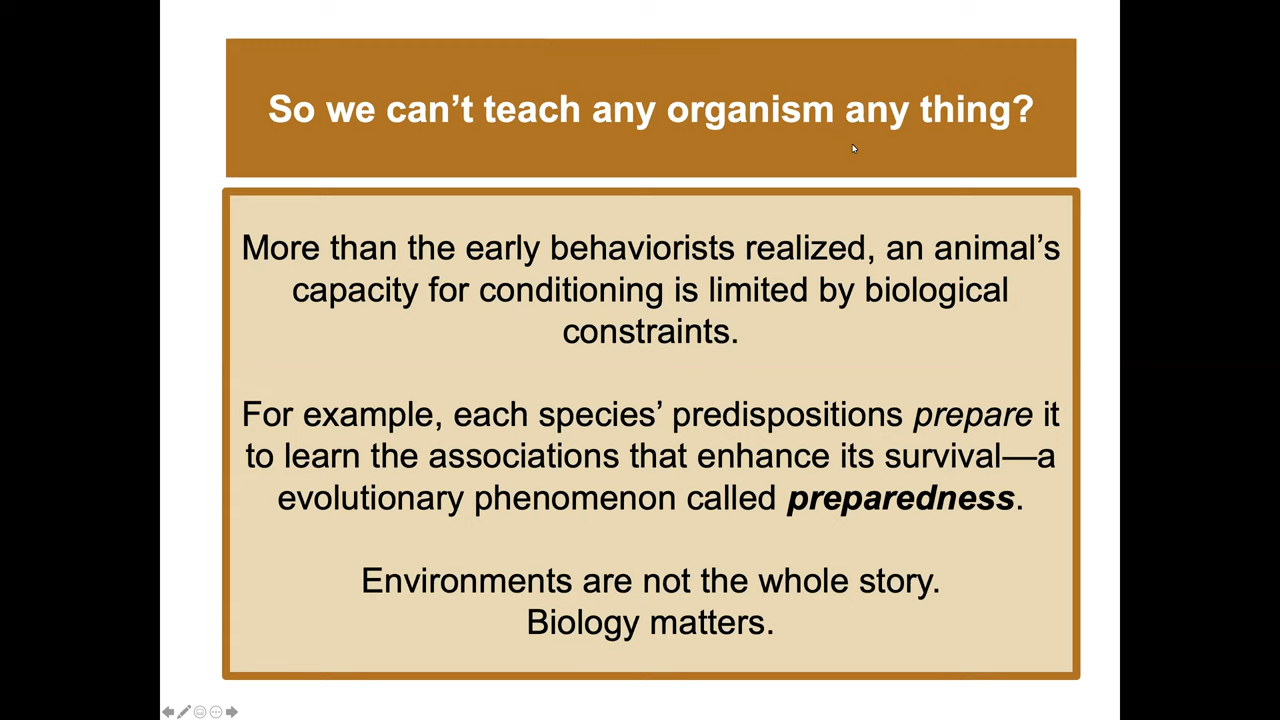 So we can’t teach any organism any thing?
More than the early behaviorists realized, an animal’s
capacity for conditioning is limited by biological
constraints.
For example, each species’ predispositions prepare it
to learn the associations that enhance its survival—a
evolutionary phenomenon called preparedness.
Environments are not the whole story.
Biology matters.